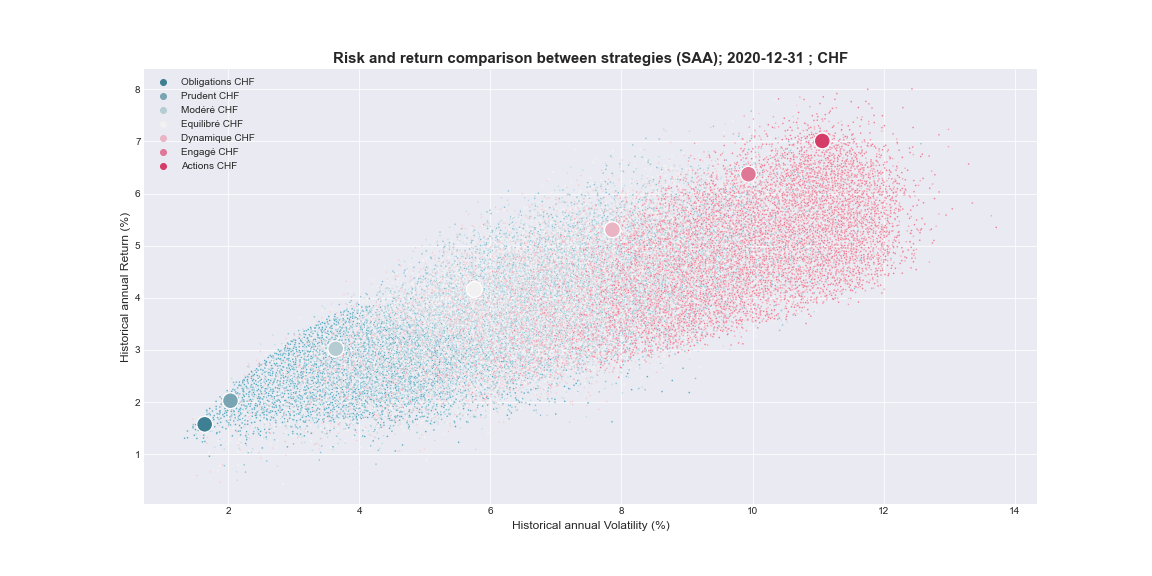 Risk and return comparison between strategies (SAA); 2020-12-31 ; CHF
Obligations CHF
Prudent CHF
Modéré CHF
Equilibré CHF
Dynamique CHF
Engagé CHF
Actions CHF
Historical annual Return (%)
8
7
6
5
4
3
2
1
2 4 6 8 10 12 14
Historical annual Volatility (%)